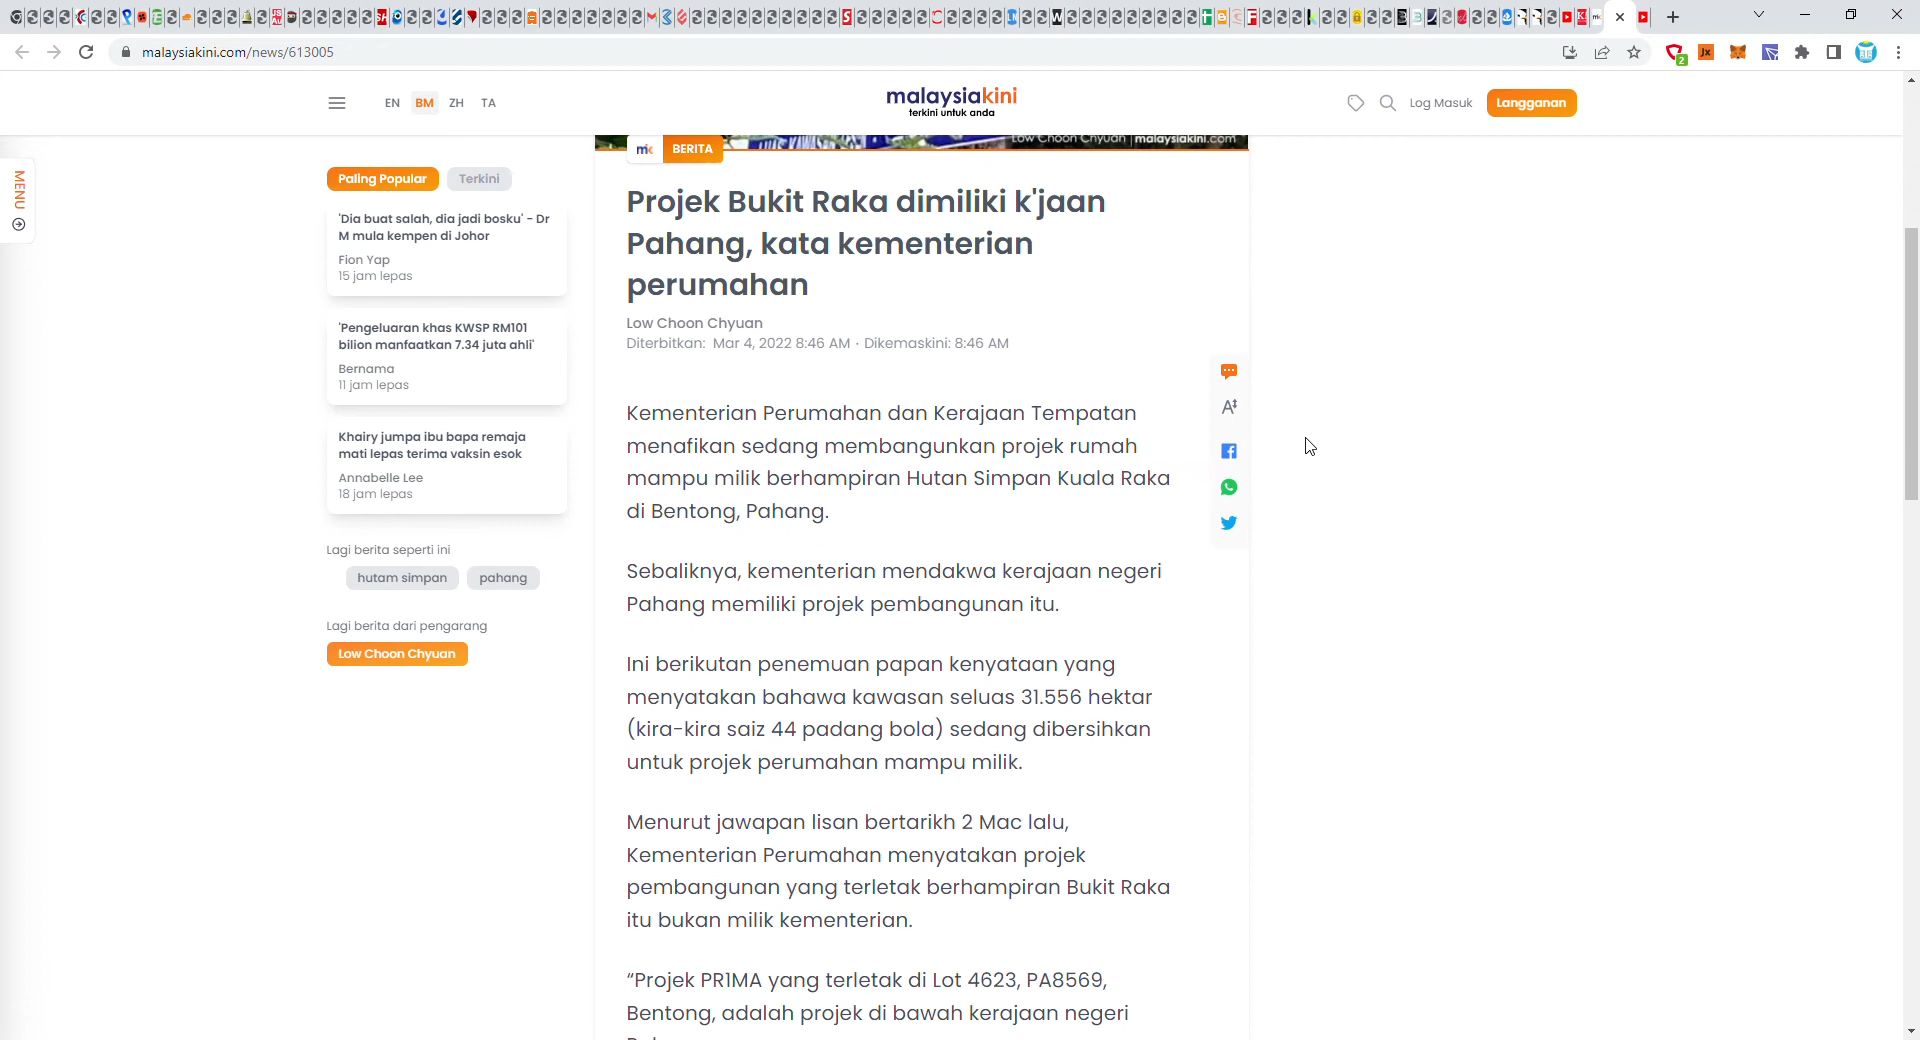 malaysiakini.com/news/613005
2
EN BM ZH TA
malaysiakini
terkini untuk anda
Log Masuk
Langganan
MENU
Paling Popular
Terkini
'Dia buat salah, dia jadi bosku' - Dr
M mula kempen di Johor
Fion Yap
15 jam lepas
'Pengeluaran khas KWSP RM101
bilion manfaatkan 7.34 juta ahli'
Bernama
11 jam lepas
Khairy jumpa ibu bapa remaja
mati lepas terima vaksin esok
Annabelle Lee
18 jam lepas
Lagi berita seperti ini
hutam simpan
pahang
Lagi berita dari pengarang
Low Choon Chyuan
Low Choon Chyuan | malaysiakini.com
mk BERITA
Projek Bukit Raka dimiliki k'jaan
Pahang, kata kementerian
perumahan
Low Choon Chyuan
Diterbitkan: Mar 4, 2022 8:46 AM · Dikemaskini: 8:46 AM
Kementerian Perumahan dan Kerajaan Tempatan
menafikan sedang membangunkan projek rumah
mampu milik berhampiran Hutan Simpan Kuala Raka
di Bentong, Pahang.
Sebaliknya, kementerian mendakwa kerajaan negeri
Pahang memiliki projek pembangunan itu.
Ini berikutan penemuan papan kenyataan yang
menyatakan bahawa kawasan seluas 31.556 hektar
(kira-kira saiz 44 padang bola) sedang dibersihkan
untuk projek perumahan mampu milik.
Menurut jawapan lisan bertarikh 2 Mac lalu,
Kementerian Perumahan menyatakan projek
pembangunan yang terletak berhampiran Bukit Raka
itu bukan milik kementerian.
“Projek PR1MA yang terletak di Lot 4623, PA8569,
Bentong, adalah projek di bawah kerajaan negeri